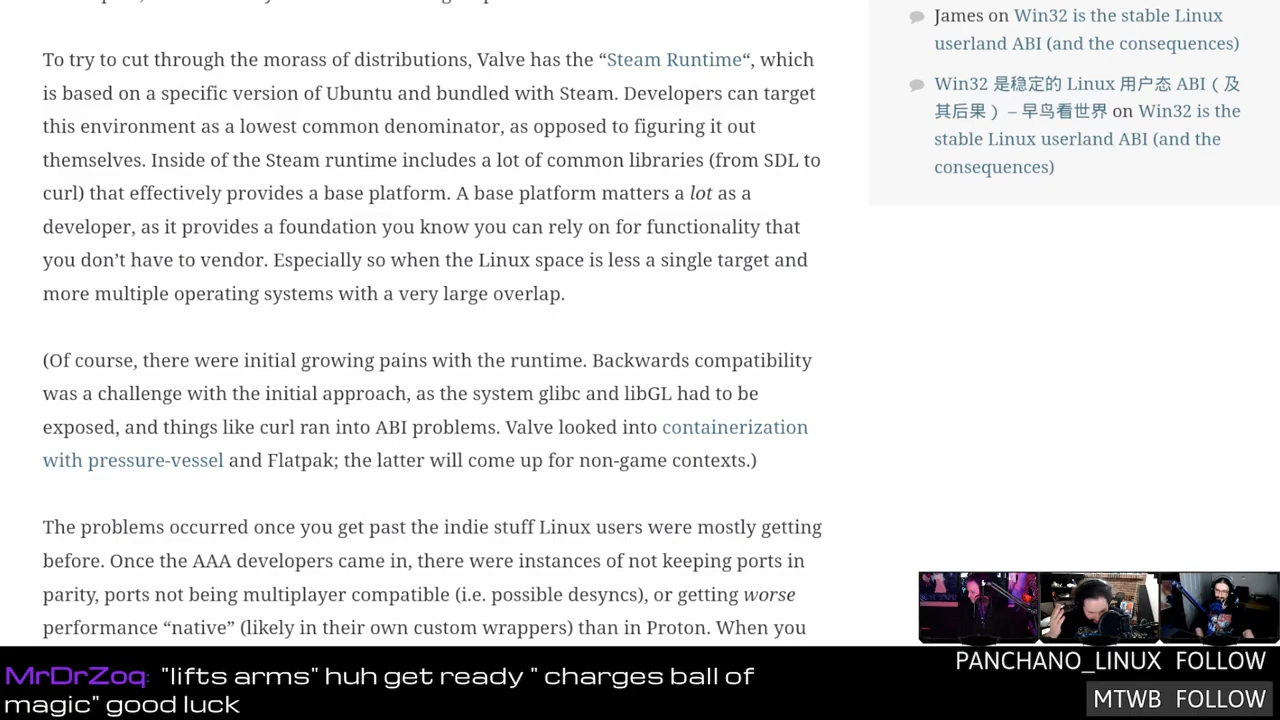 To try to cut through the morass of distributions, Valve has the “Steam Runtime“, which
is based on a specific version of Ubuntu and bundled with Steam. Developers can target
this environment as a lowest common denominator, as opposed to figuring it out
themselves. Inside of the Steam runtime includes a lot of common libraries (from SDL to
curl) that effectively provides a base platform. A base platform matters a lot as a
developer, as it provides a foundation you know you can rely on for functionality that
you don’t have to vendor. Especially so when the Linux space is less a single target and
more multiple operating systems with a very large overlap.
(Of course, there were initial growing pains with the runtime. Backwards compatibility
was a challenge with the initial approach, as the system glibc and libGL had to be
exposed, and things like curl ran into ABI problems. Valve looked into containerization
with pressure-vessel and Flatpak; the latter will come up for non-game contexts.)
The problems occurred once you get past the indie stuff Linux users were mostly getting
before. Once the AAA developers came in, there were instances of not keeping ports in
parity, ports not being multiplayer compatible (i.e. possible desyncs), or getting worse
performance “native” (likely in their own custom wrappers) than in Proton. When you
James on Win32 is the stable Linux
userland ABI (and the consequences)
Win32 是稳定的 Linux 用户态 ABI（及
其后果）– 早鸟看世界 on Win32 is the
stable Linux userland ABI (and the
consequences)
PANCHANO_LINUX FOLLOW
MTWB FOLLOW
MrDrZoq: "lifts arms" huh get ready " charges ball of
magic" good luck